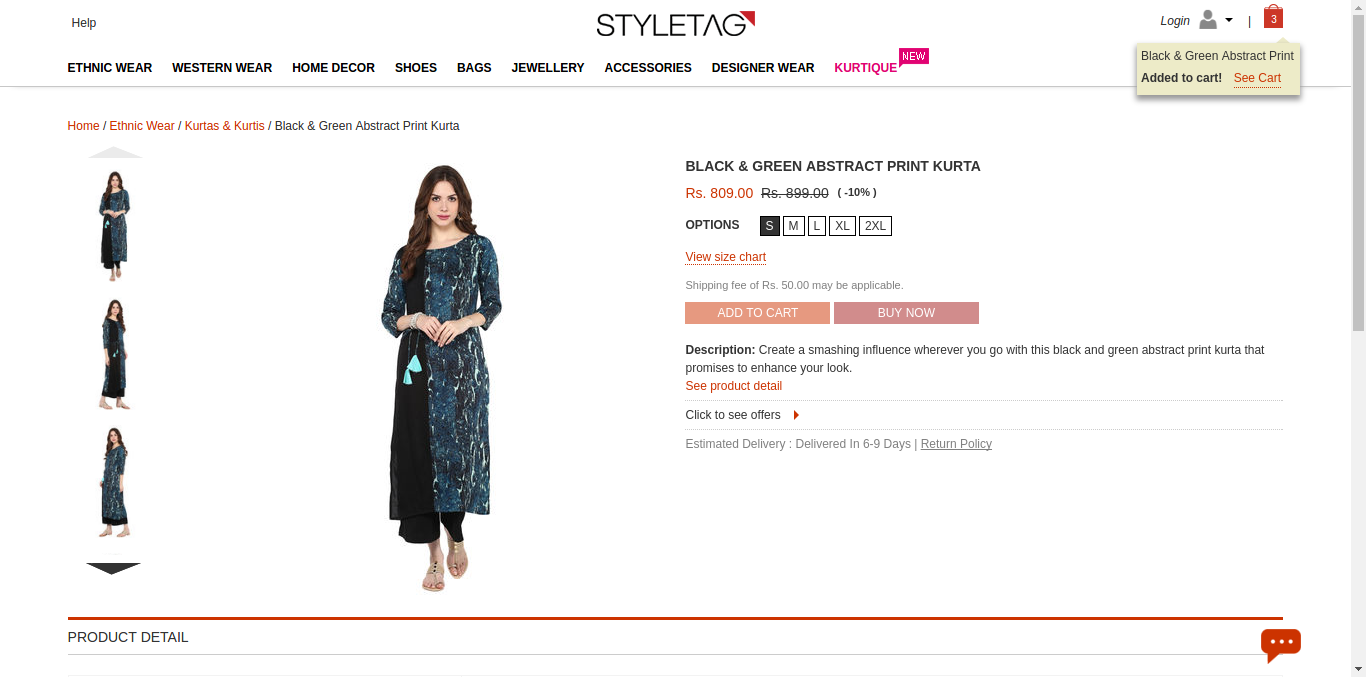 Help
STYLETAG
Login
|
3
Black & Green Abstract Print
Added to cart! See Cart
ETHNIC WEAR WESTERN WEAR HOME DECOR SHOES BAGS JEWELLERY ACCESSORIES DESIGNER WEAR KURTIQUE NEW
Home / Ethnic Wear / Kurtas & Kurtis / Black & Green Abstract Print Kurta
BLACK & GREEN ABSTRACT PRINT KURTA
Rs. 809.00 Rs. 899.00 ( -10% )
OPTIONS S M L XL 2XL
View size chart
Shipping fee of Rs. 50.00 may be applicable.
ADD TO CART BUY NOW
Description: Create a smashing influence wherever you go with this black and green abstract print kurta that
promises to enhance your look.
See product detail
Click to see offers
Estimated Delivery : Delivered In 6-9 Days | Return Policy
PRODUCT DETAIL